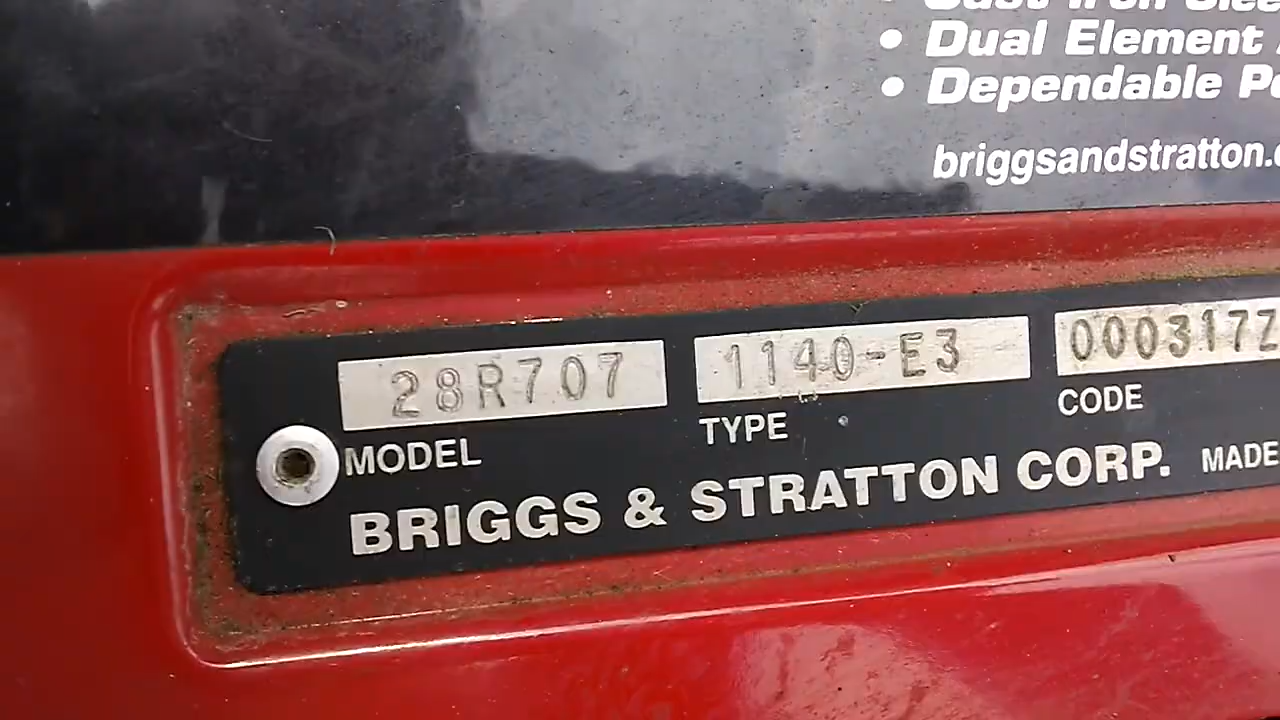 • Dual Element
• Dependable
briggsandstratton.
28R707 1140-E3 000317Z
MODEL TYPE CODE
BRIGGS & STRATTON CORP. MADE